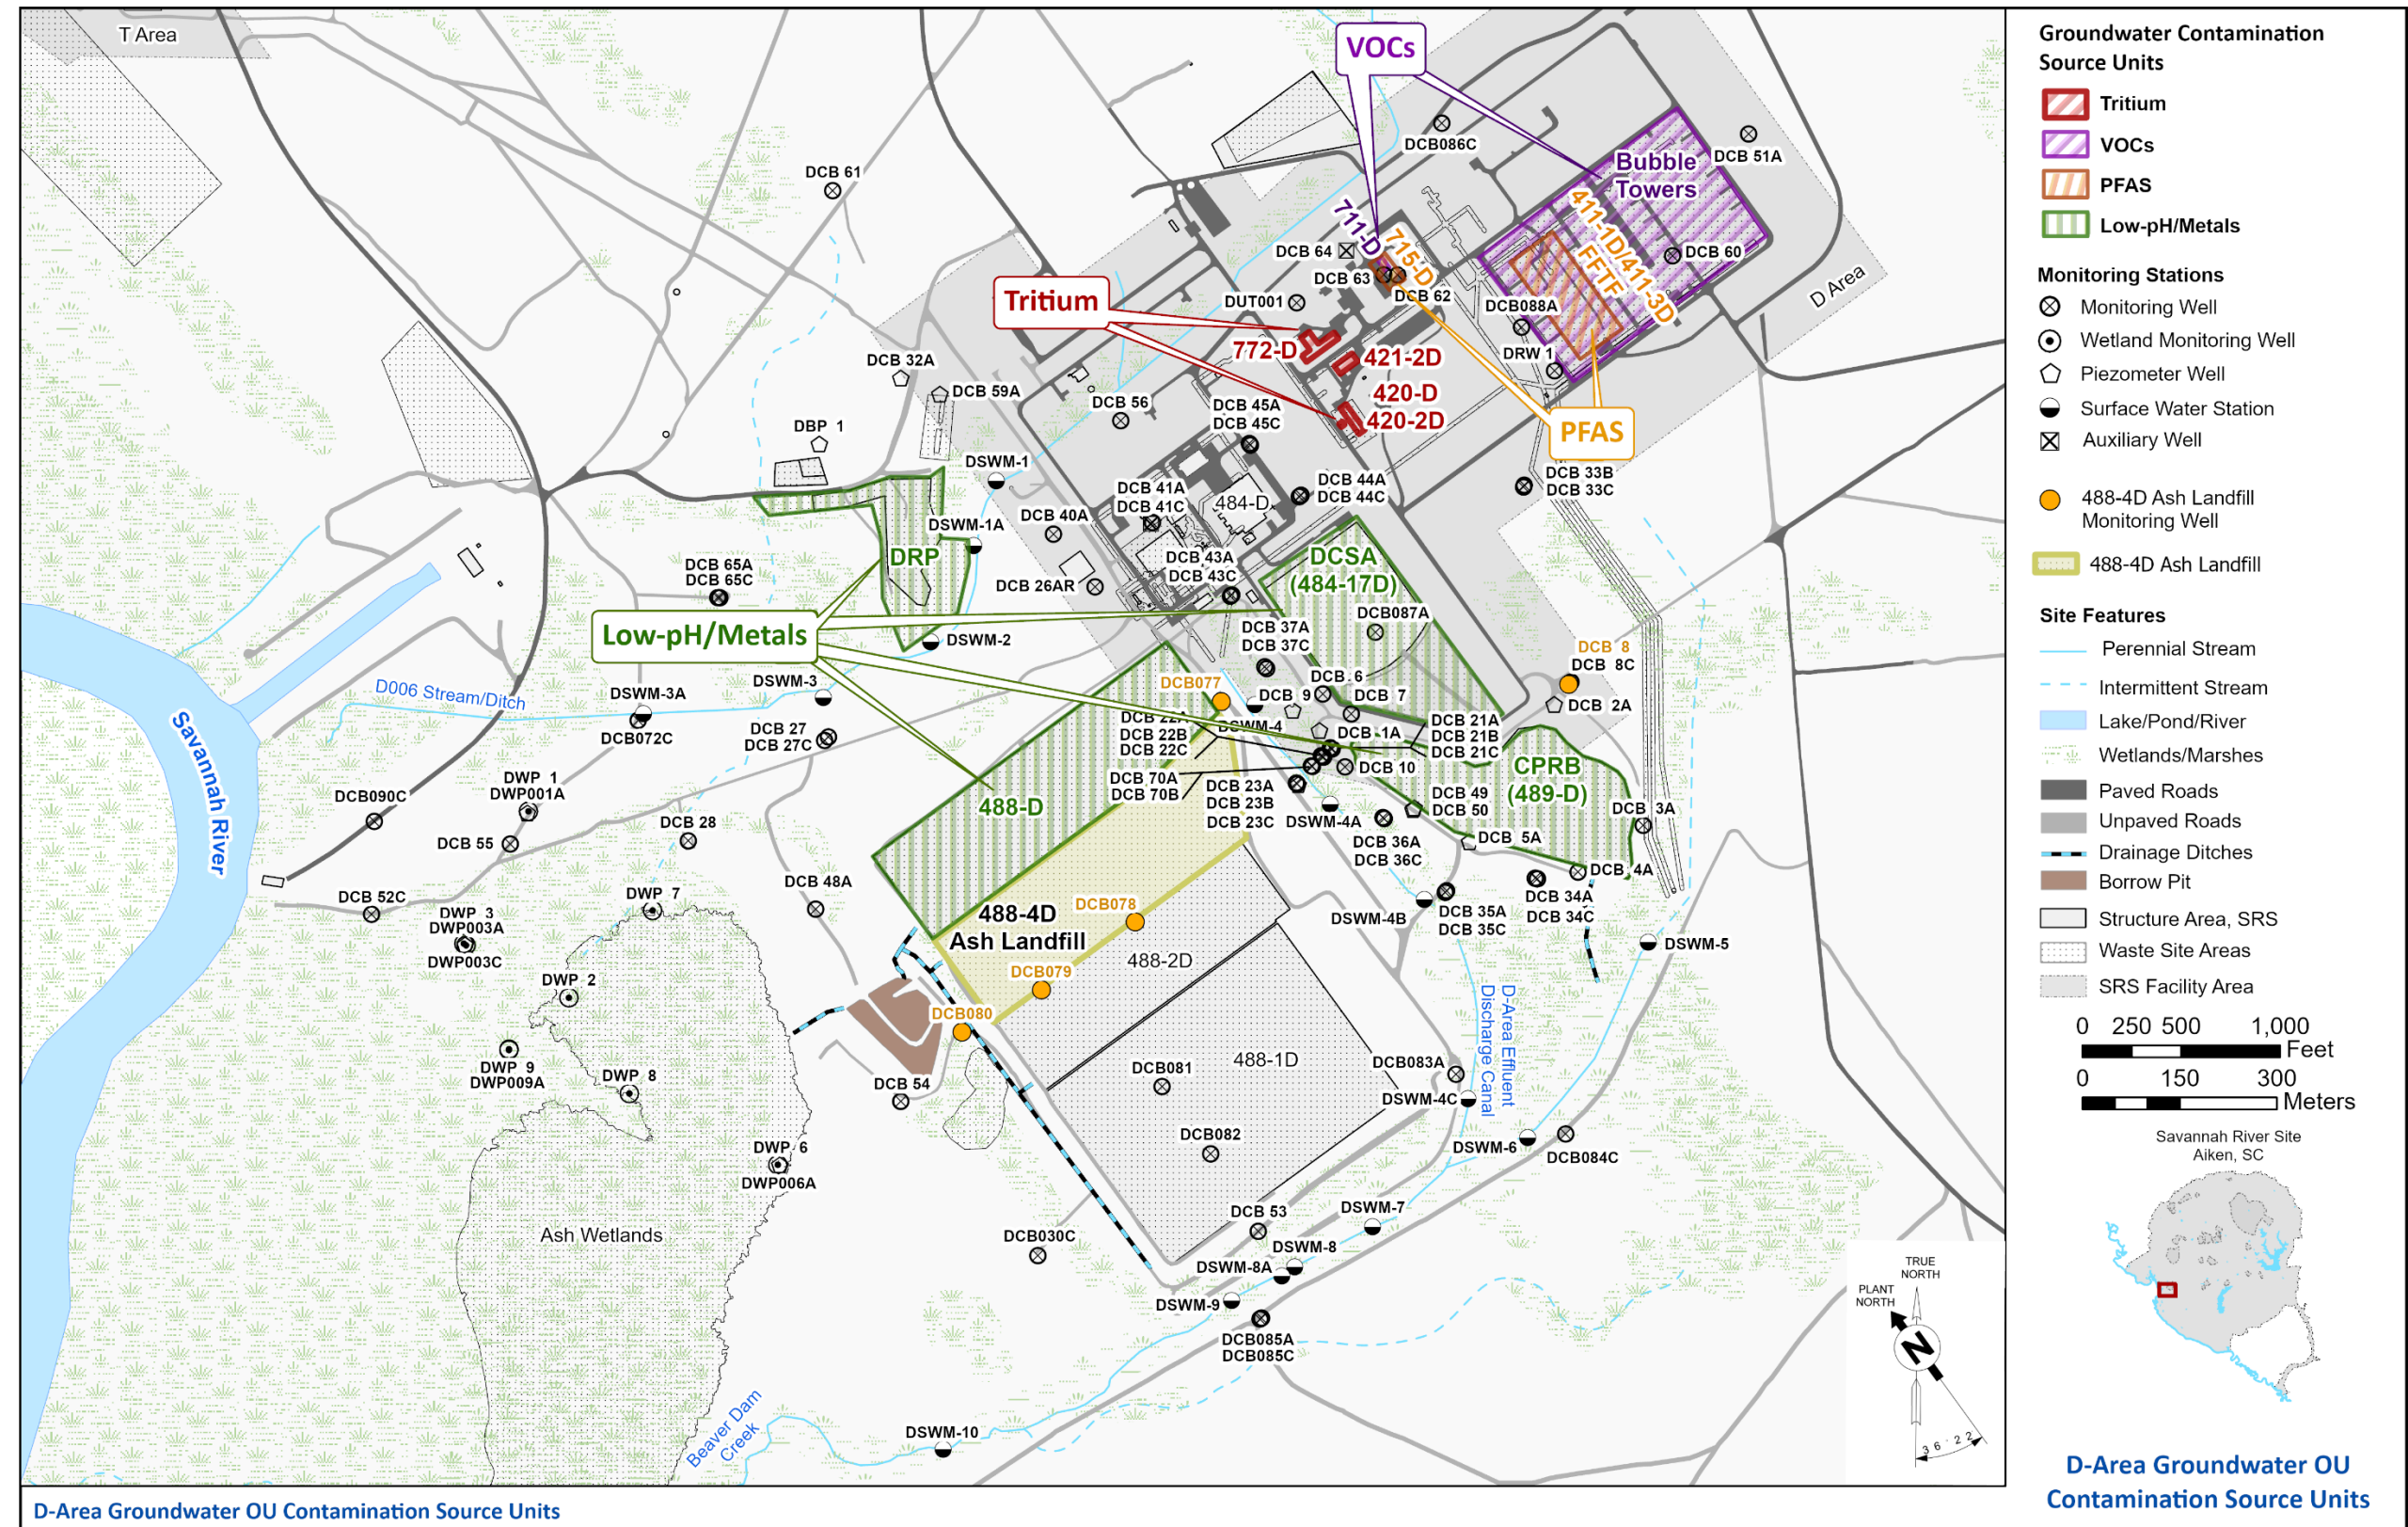 T Area
VOCs
DCB086C
DCB 51A
Bubble
Towers
DCB 61
711-D
715-D
411-1D/411-3D
FFTF
DCB 64
DCB 63
DCB 62
DCB 60
D Area
DUT001
DCB088A
Tritium
772-D
421-2D
DRW 1
420-D
420-2D
PFAS
DCB 32A
DCB 59A
DCB 56
DCB 45A
DCB 45C
DBP 1
DSWM-1
DCB 33B
DCB 33C
DCB 41A
DCB 41C
484-D
DCB 44A
DCB 44C
DCB 40A
DSWM-1A
DRP
DCB 43A
DCB 43C
DCSA
(484-17D)
DCB 65A
DCB 65C
DCB 26AR
DCB087A
Low-pH/Metals
DSWM-2
DCB 37A
DCB 37C
DCB 8
DCB 8C
DCB 6
DCB077
DCB 9
DCB 7
DCB 2A
D006 Stream/Ditch
DSWM-3A
DSWM-3
DCB072C
DCB 27
DCB 27C
DCB 22A
DCB 22B
DCB 22C
DSWM-4
DCB 1A
DCB 21A
DCB 21B
DCB 21C
DCB 10
CPRB
(489-D)
Savannah River
DWP 1
DWP001A
DCB 70A
DCB 70B
DCB 23A
DCB 23B
DCB 23C
DCB 49
DCB 50
DCB 3A
DCB090C
488-D
DSWM-4A
DCB 28
DCB 55
DCB 36A
DCB 36C
DCB 5A
DCB 4A
DCB 52C
DCB 48A
DWP 7
DWP 3
DWP003A
DWP003C
488-4D
Ash Landfill
DCB078
DSWM-4B
DCB 35A
DCB 35C
DCB 34A
DCB 34C
DSWM-5
488-2D
DWP 2
DCB079
DCB080
D-Area Effluent
Discharge Canal
DWP 9
DWP009A
DWP 8
DCB 54
DCB081
488-1D
DCB083A
DSWM-4C
DCB082
DSWM-6
DCB084C
DWP 6
DWP006A
Ash Wetlands
DCB030C
DCB 53
DSWM-7
DSWM-8
DSWM-8A
DSWM-9
DCB085A
DCB085C
Beaver Dam
Creek
DSWM-10
TRUE
NORTH
PLANT
NORTH
N
36°22'
D-Area Groundwater OU Contamination Source Units
Groundwater Contamination
Source Units
Tritium
VOCs
PFAS
Low-pH/Metals
Monitoring Stations
Monitoring Well
Wetland Monitoring Well
Piezometer Well
Surface Water Station
Auxiliary Well
488-4D Ash Landfill
Monitoring Well
488-4D Ash Landfill
Site Features
Perennial Stream
Intermittent Stream
Lake/Pond/River
Wetlands/Marshes
Paved Roads
Unpaved Roads
Drainage Ditches
Borrow Pit
Structure Area, SRS
Waste Site Areas
SRS Facility Area
0 250 500 1,000
Feet
0 150 300
Meters
Savannah River Site
Aiken, SC
D-Area Groundwater OU
Contamination Source Units